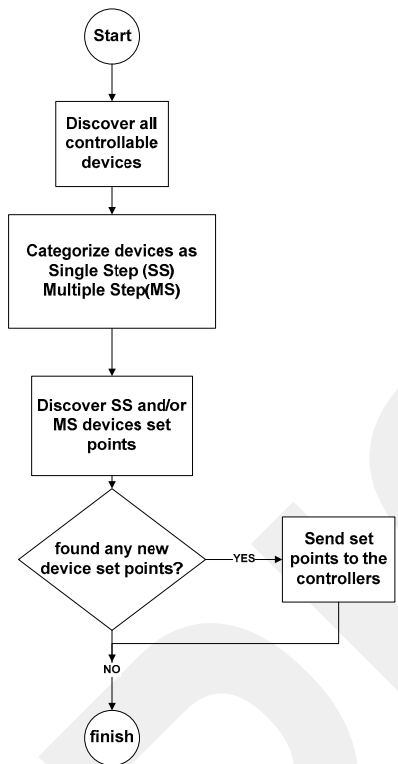 Start
Discover all
controllable
devices
Categorize devices as
Single Step (SS)
Multiple Step(MS)
Discover SS and/or
MS devices set
points
found any new
device set points?
YES
Send set
points to the
controllers
NO
finish